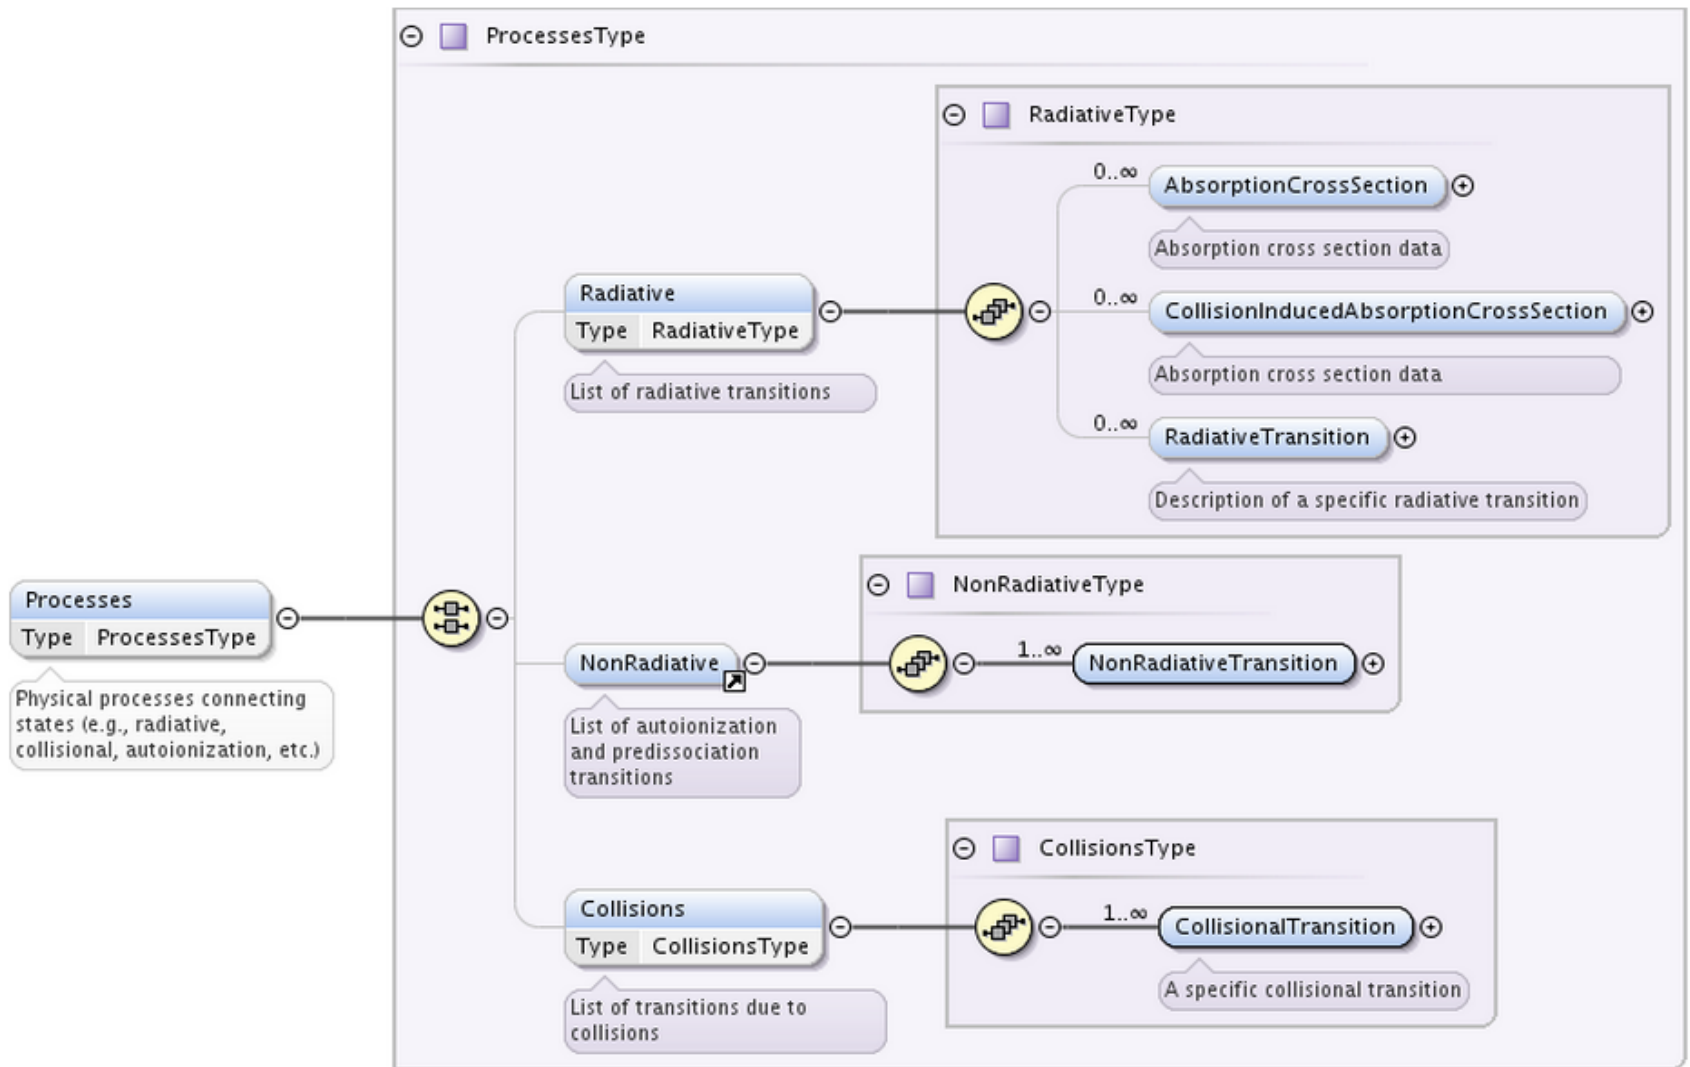 ProcessesType
RadiativeType
0..∞
AbsorptionCrossSection
Absorption cross section data
0..∞
CollisionInducedAbsorptionCrossSection
Absorption cross section data
0..∞
RadiativeTransition
Description of a specific radiative transition
Radiative
Type RadiativeType
List of radiative transitions
Processes
Type ProcessesType
Physical processes connecting
states (e.g., radiative,
collisional, autoionization, etc.)
NonRadiativeType
NonRadiative
1..∞
NonRadiativeTransition
List of autoionization
and predissociation
transitions
CollisionsType
Collisions
Type CollisionsType
1..∞
CollisionalTransition
A specific collisional transition
List of transitions due to
collisions